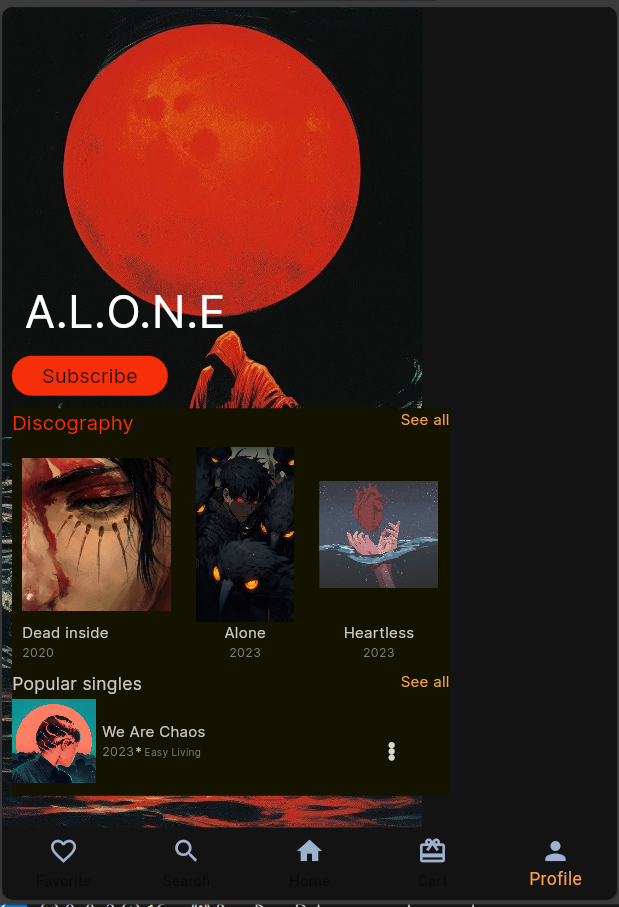 A.L.O.N.E
Subscribe
Discography
See all
Dead inside
Alone
Heartless
2020
2023
2023
Popular singles
See all
We Are Chaos
2023* Easy Living
Favorite
Search
Home
Cart
Profile